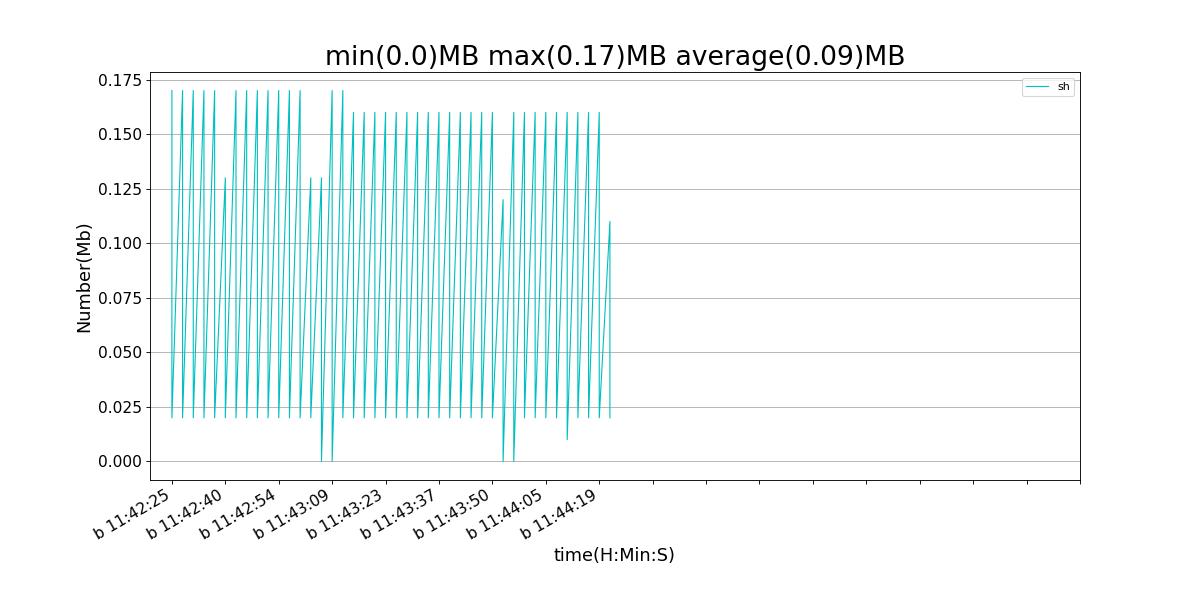 min(0.0)MB max(0.17)MB average(0.09)MB
sh
Number(Mb)
0.175
0.150
0.125
0.100
0.075
0.050
0.025
0.000
b 11:42:25
b 11:42:40
b 11:42:54
b 11:43:09
b 11:43:23
b 11:43:37
b 11:43:50
b 11:44:05
b 11:44:19
time(H:Min:S)